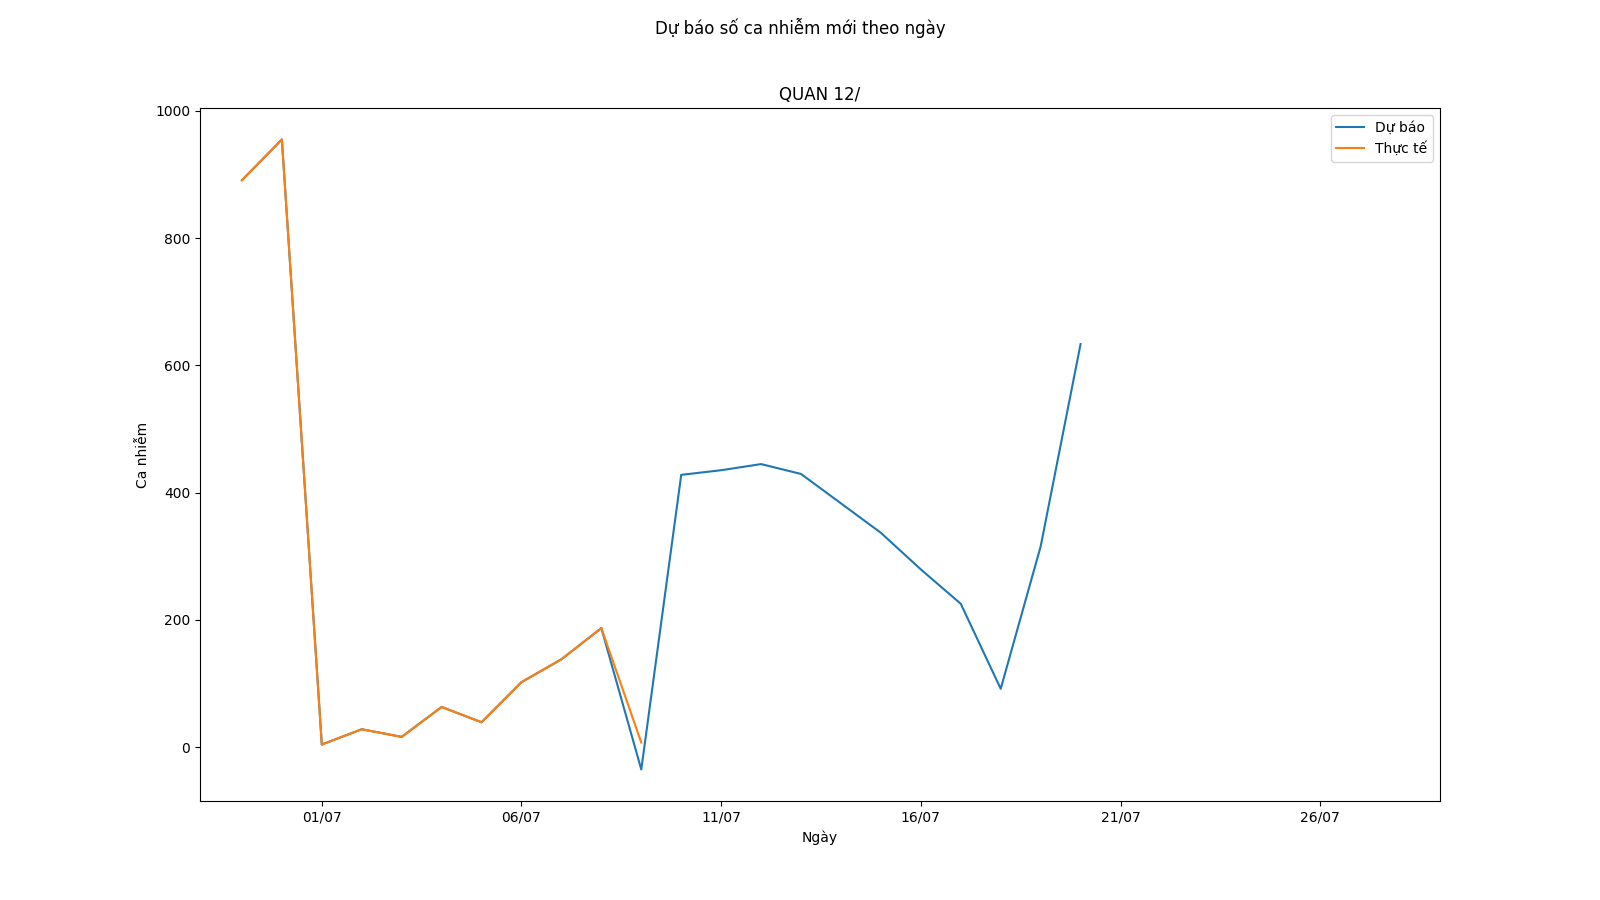 Dự báo số ca nhiễm mới theo ngày
QUAN 12/
1000
800
600
400
200
0
Ca nhiễm
Dự báo
Thực tế
01/07
06/07
11/07
16/07
21/07
26/07
Ngày